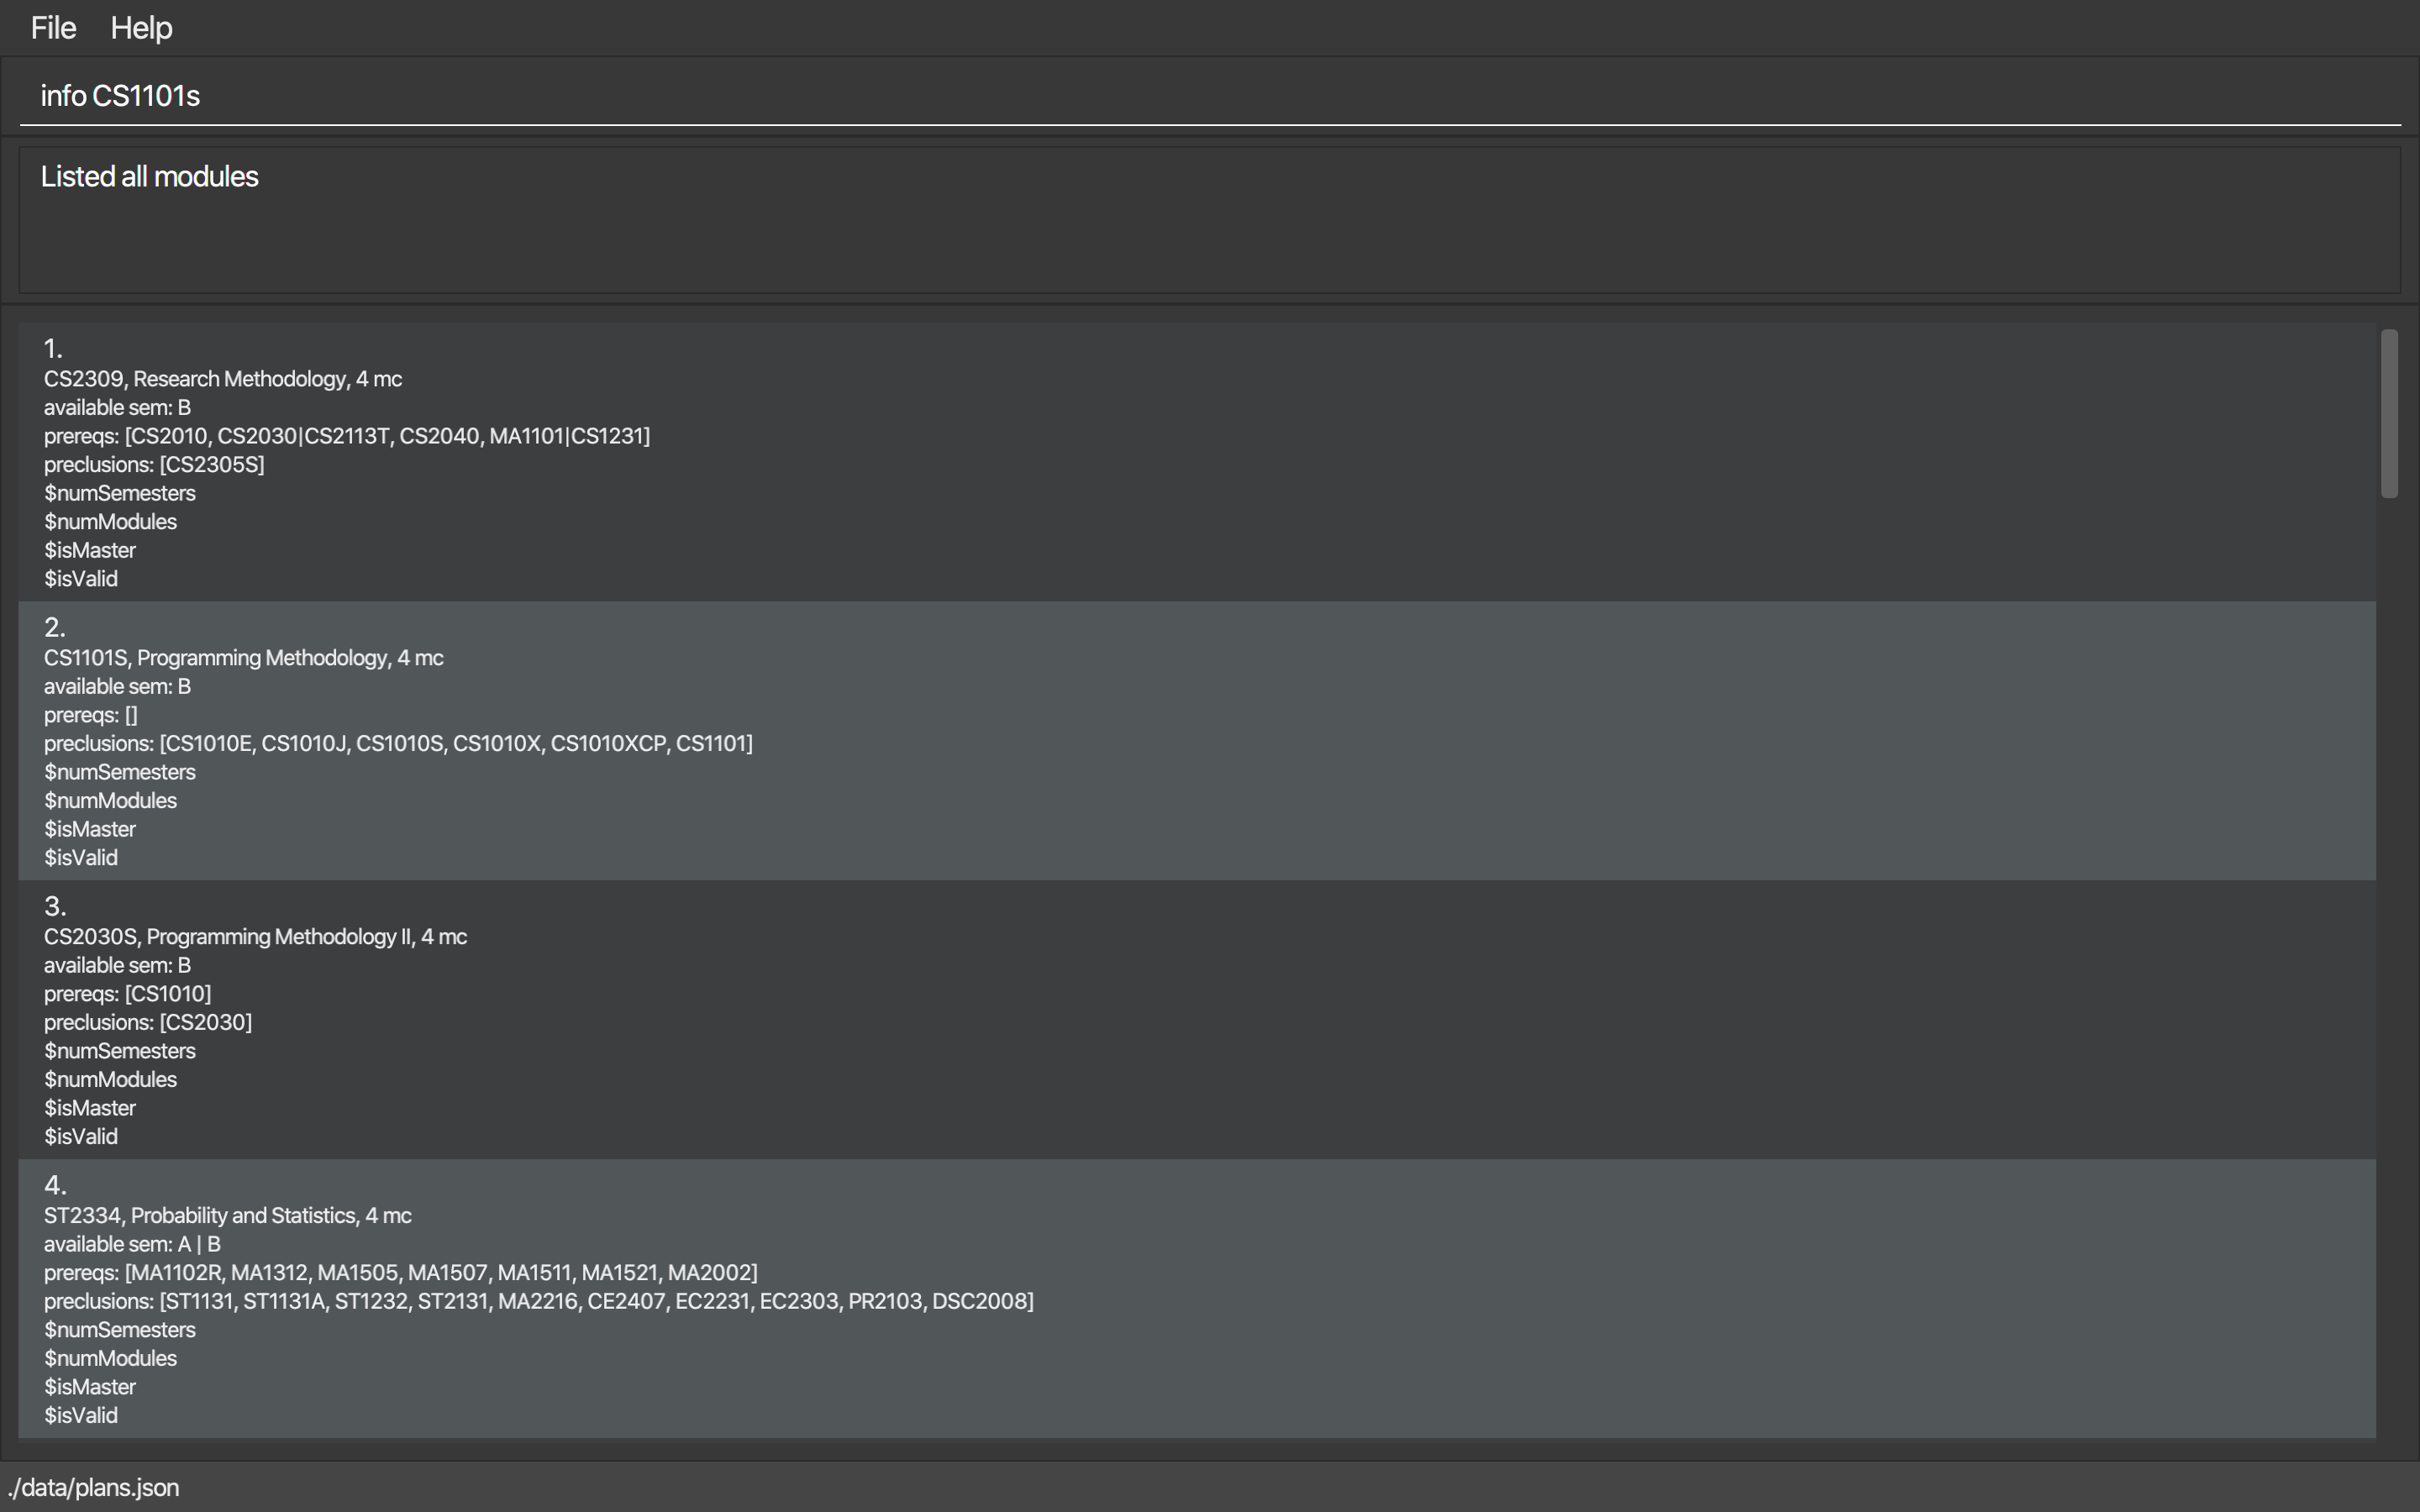 File Help
info CS1101s
Listed all modules
1.
CS2309, Research Methodology, 4 mc
available sem: B
prereqs: [CS2010, CS2030|CS2113T, CS2040, MA1101|CS1231]
preclusions: [CS2305S]
$numSemesters
$numModules
$isMaster
$isValid
2.
CS1101S, Programming Methodology, 4 mc
available sem: B
prereqs: []
preclusions: [CS1010E, CS1010J, CS1010S, CS1010X, CS1010XCP, CS1101]
$numSemesters
$numModules
$isMaster
$isValid
3.
CS2030S, Programming Methodology II, 4 mc
available sem: B
prereqs: [CS1010]
preclusions: [CS2030]
$numSemesters
$numModules
$isMaster
$isValid
4.
ST2334, Probability and Statistics, 4 mc
available sem: A | B
prereqs: [MA1102R, MA1312, MA1505, MA1507, MA1511, MA1521, MA2002]
preclusions: [ST1131, ST1131A, ST1232, ST2131, MA2216, CE2407, EC2231, EC2303, PR2103, DSC2008]
$numSemesters
$numModules
$isMaster
$isValid
./data/plans.json